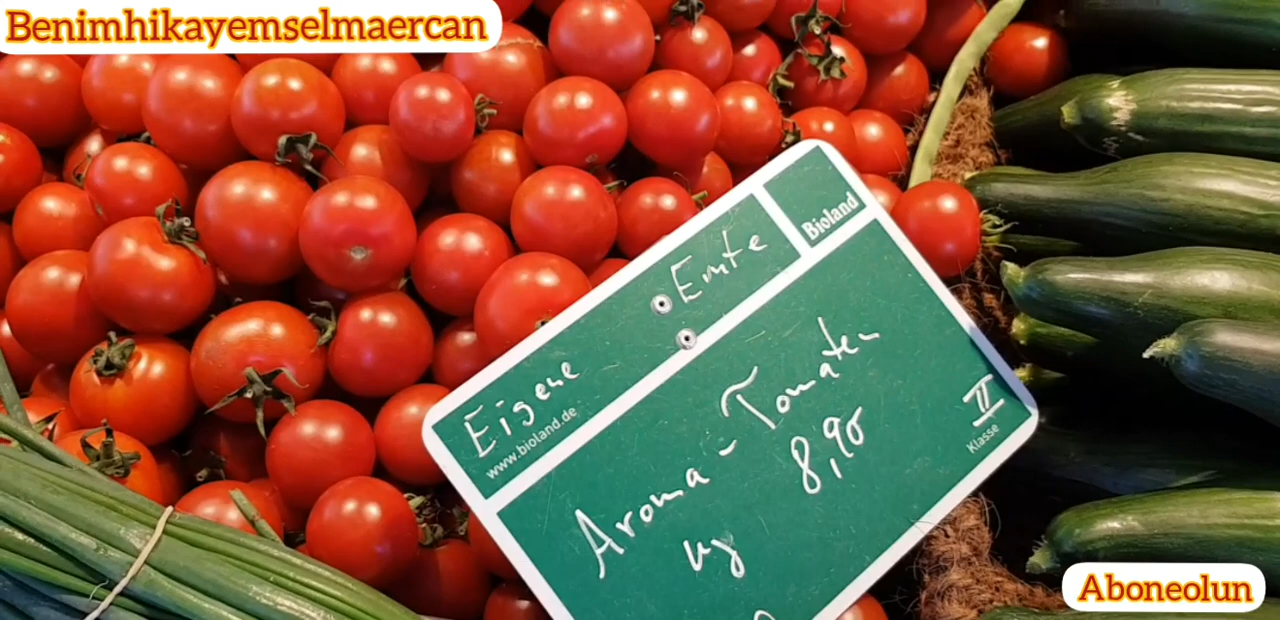 Benimhikayemselmaercan
Bioland
Eigene Ernte
www.bioland.de
Aroma-Tomaten
kg 8,90
II
Klasse
Aboneolun